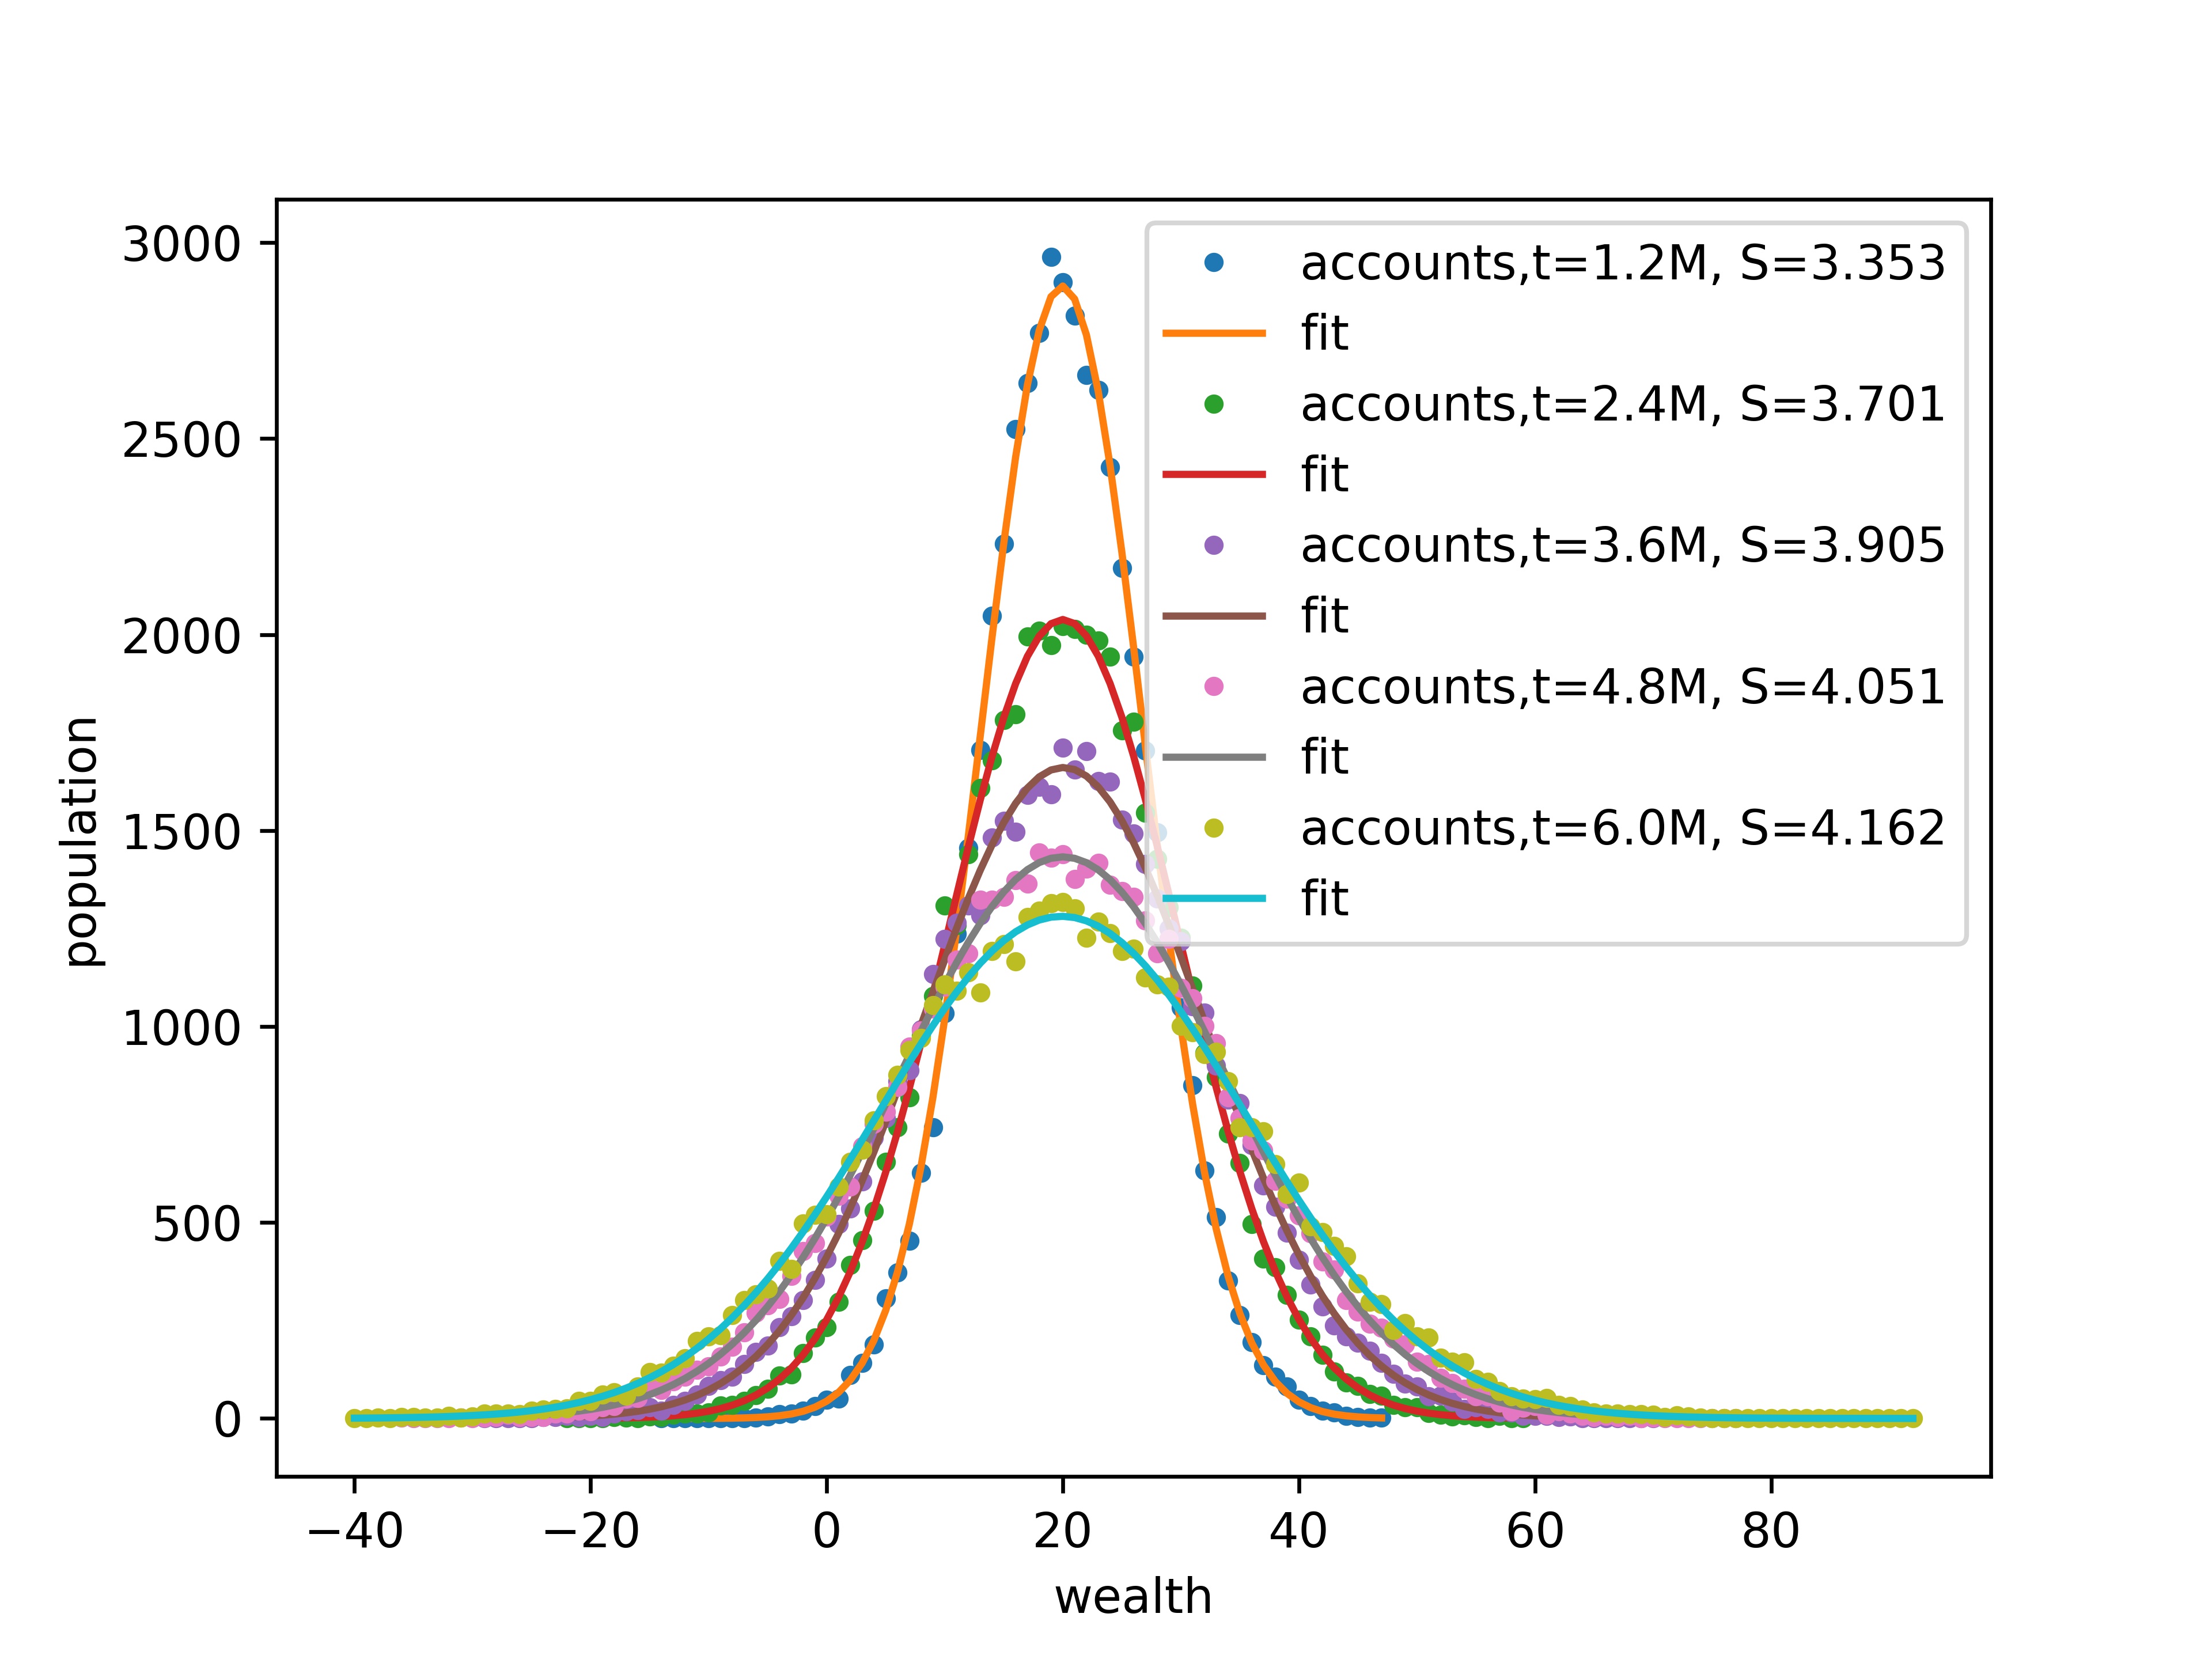 3000
2500
2000
1500
1000
500
0
population
−40
−20
0
20
40
60
80
wealth
accounts,t=1.2M, S=3.353
fit
accounts,t=2.4M, S=3.701
fit
accounts,t=3.6M, S=3.905
fit
accounts,t=4.8M, S=4.051
fit
accounts,t=6.0M, S=4.162
fit